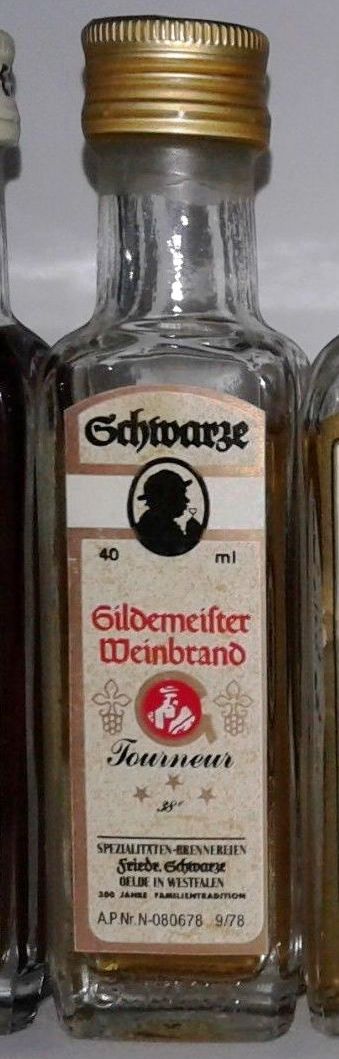 Schwarze
40 ml
Gildemeister
Weinbrand
Tourneur
38°
SPEZIALITÄTEN-BRENNEREIEN
Friedr. Schwarze
OELDE IN WESTFALEN
300 JAHRE FAMILIENTRADITION
A.P.Nr.N-080678 9/78